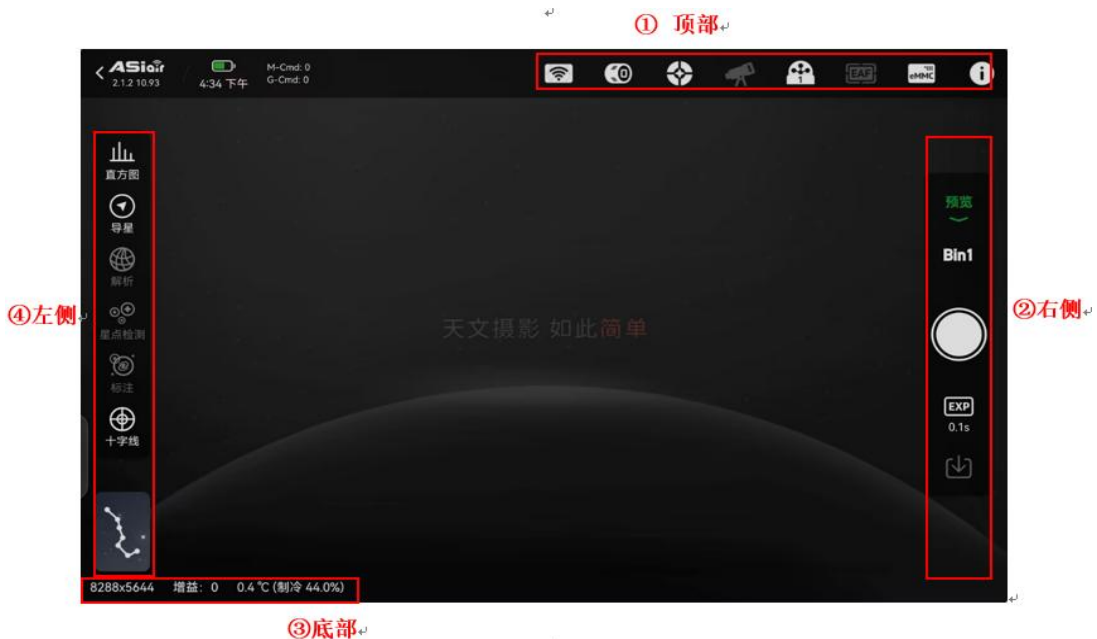 ① 顶部
ASiair
2.1.2 10.93
4:34 下午
M-Cmd: 0
G-Cmd: 0
0
1
EAF
eMMC
i
直方图
导星
解析
星点检测
标注
十字线
④左侧
天文摄影 如此简单
预览
Bin1
EXP
0.1s
②右侧
8288x5644 增益: 0 0.4 ℃ (制冷 44.0%)
③底部